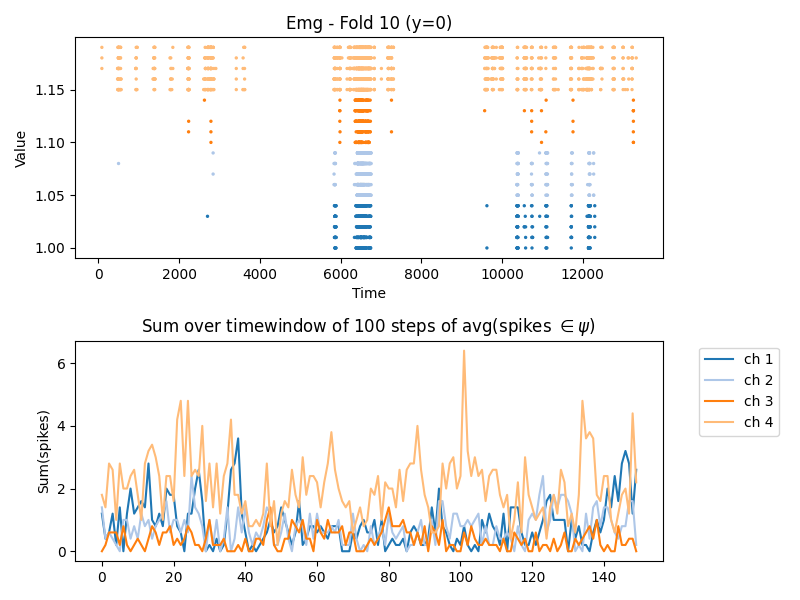 Emg - Fold 10 (y=0)
Value
1.15
1.10
1.05
1.00
0 2000 4000 6000 8000 10000 12000
Time
Sum over timewindow of 100 steps of avg(spikes ∈ψ)
Sum(spikes)
6
4
2
0
0 20 40 60 80 100 120 140
ch 1
ch 2
ch 3
ch 4